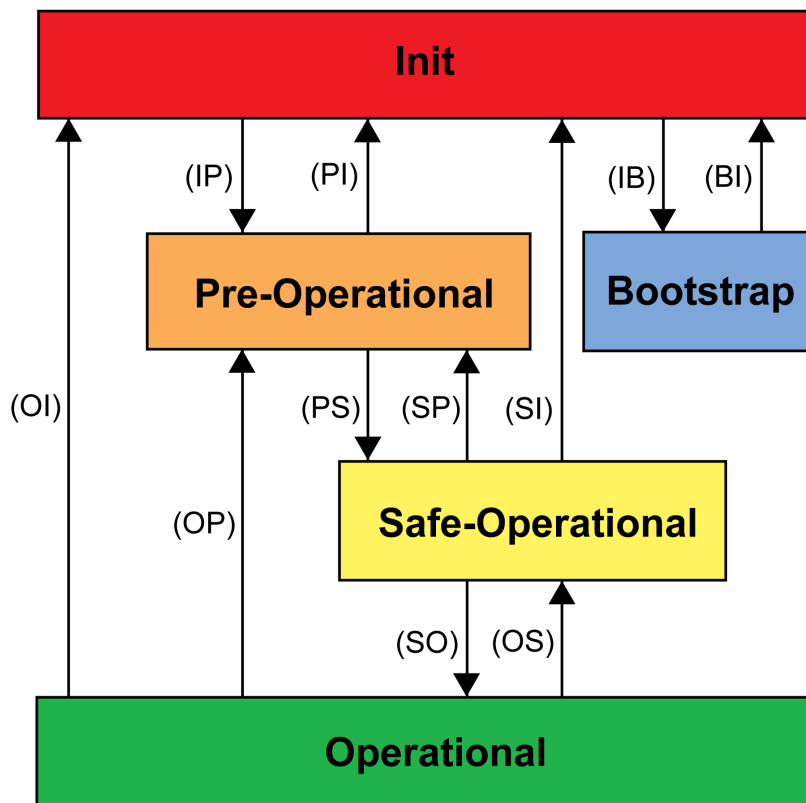 Init
(IP)
(PI)
(IB)
(BI)
Pre-Operational
Bootstrap
(OI)
(PS)
(SP)
(SI)
(OP)
Safe-Operational
(SO)
(OS)
Operational